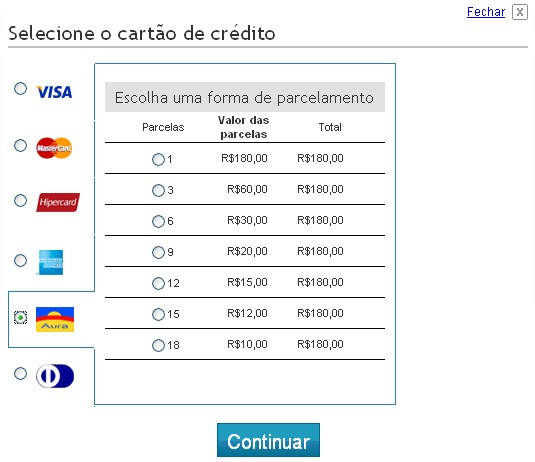 Fechar X
Selecione o cartão de crédito
VISA
MasterCard
Hipercard
Aura
Escolha uma forma de parcelamento
Parcelas Valor das parcelas Total
1 R$180,00 R$180,00
3 R$60,00 R$180,00
6 R$30,00 R$180,00
9 R$20,00 R$180,00
12 R$15,00 R$180,00
15 R$12,00 R$180,00
18 R$10,00 R$180,00
Continuar